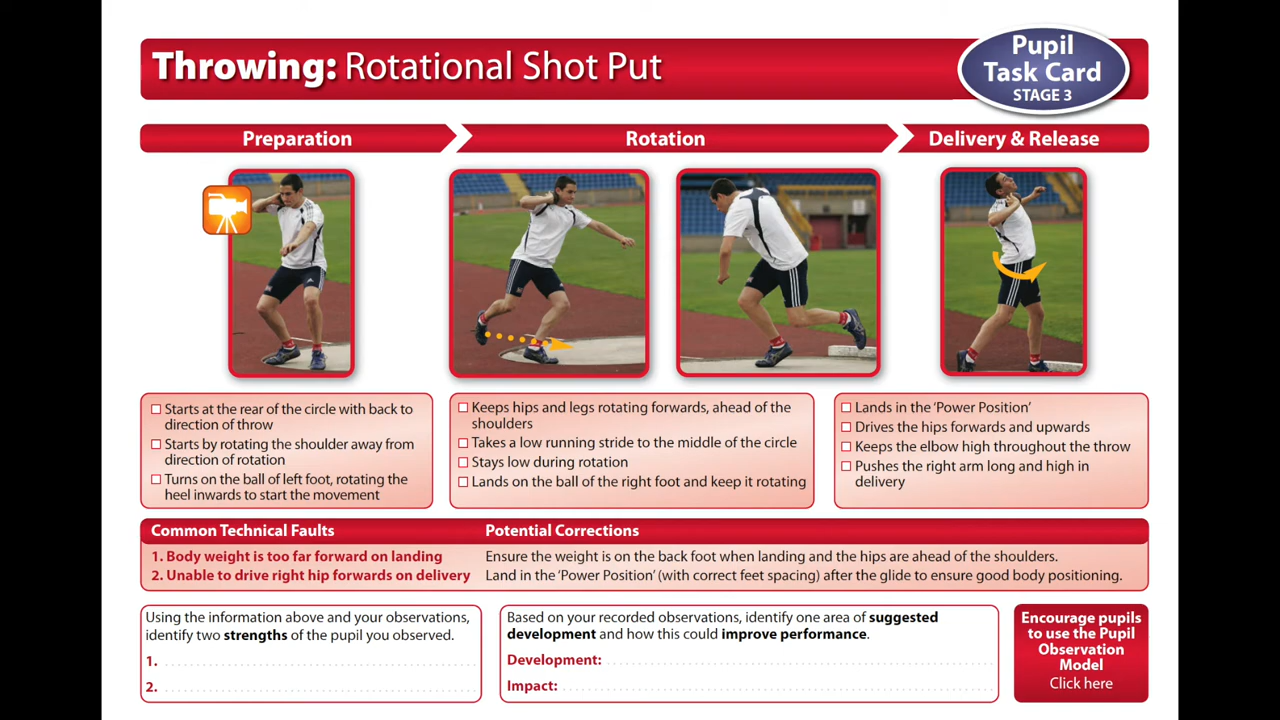 Throwing: Rotational Shot Put
Pupil
Task Card
STAGE 3
Preparation
Rotation
Delivery & Release
Starts at the rear of the circle with back to
direction of throw
Starts by rotating the shoulder away from
direction of rotation
Turns on the ball of left foot, rotating the
heel inwards to start the movement
Keeps hips and legs rotating forwards, ahead of the
shoulders
Takes a low running stride to the middle of the circle
Stays low during rotation
Lands on the ball of the right foot and keep it rotating
Lands in the ‘Power Position’
Drives the hips forwards and upwards
Keeps the elbow high throughout the throw
Pushes the right arm long and high in
delivery
Common Technical Faults
Potential Corrections
1. Body weight is too far forward on landing
Ensure the weight is on the back foot when landing and the hips are ahead of the shoulders.
2. Unable to drive right hip forwards on delivery
Land in the ‘Power Position’ (with correct feet spacing) after the glide to ensure good body positioning.
Using the information above and your observations,
identify two strengths of the pupil you observed.
1.
2.
Based on your recorded observations, identify one area of suggested
development and how this could improve performance.
Development:
Impact:
Encourage pupils
to use the Pupil
Observation
Model
Click here